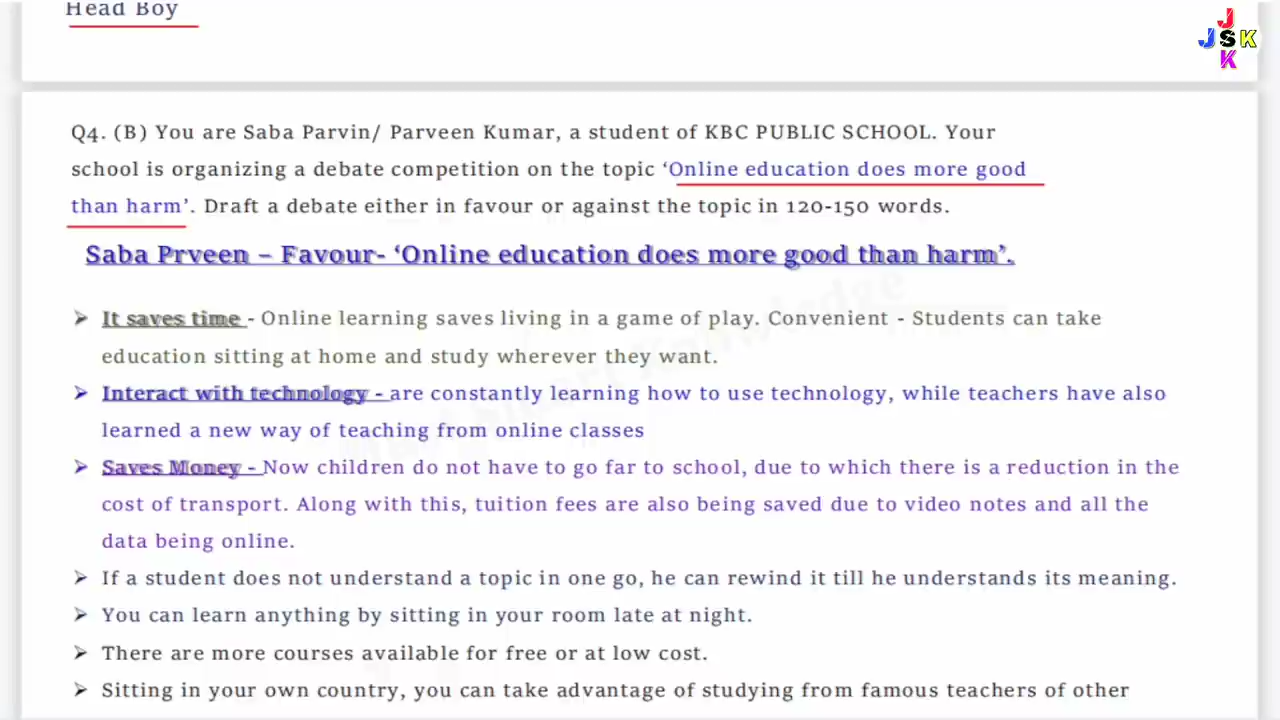 Head Boy
J
JSK
K
Q4. (B) You are Saba Parvin/ Parveen Kumar, a student of KBC PUBLIC SCHOOL. Your
school is organizing a debate competition on the topic ‘Online education does more good
than harm’. Draft a debate either in favour or against the topic in 120-150 words.
Saba Prveen – Favour- ‘Online education does more good than harm’.
➢ It saves time - Online learning saves living in a game of play. Convenient - Students can take
education sitting at home and study wherever they want.
➢ Interact with technology - are constantly learning how to use technology, while teachers have also
learned a new way of teaching from online classes
➢ Saves Money - Now children do not have to go far to school, due to which there is a reduction in the
cost of transport. Along with this, tuition fees are also being saved due to video notes and all the
data being online.
➢ If a student does not understand a topic in one go, he can rewind it till he understands its meaning.
➢ You can learn anything by sitting in your room late at night.
➢ There are more courses available for free or at low cost.
➢ Sitting in your own country, you can take advantage of studying from famous teachers of other